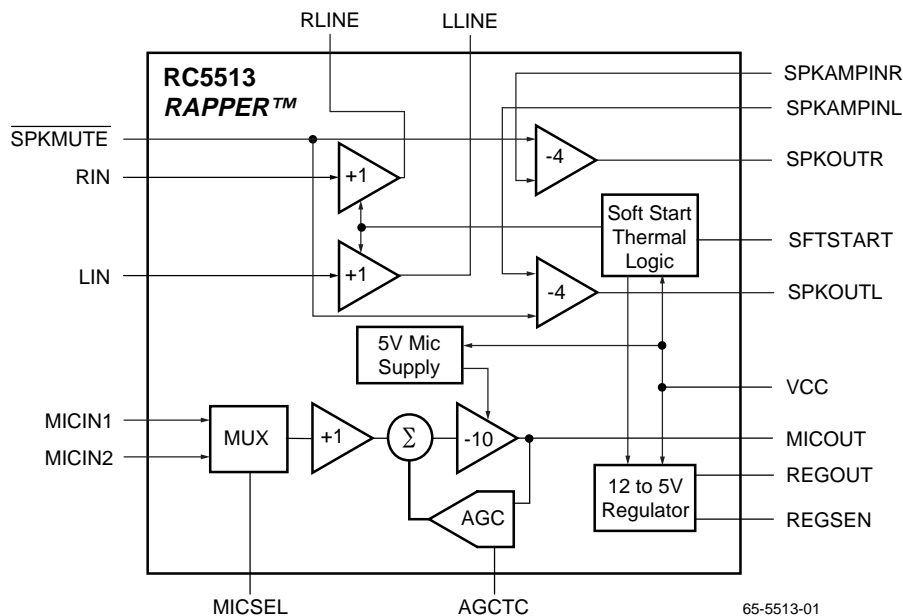 RLINE
LLINE
RC5513
RAPPER™
SPKAMPINR
SPKAMPINL
SPKMUTE
RIN
+1
-4
SPKOUTR
Soft Start
Thermal
Logic
SFTSTART
LIN
+1
-4
SPKOUTL
5V Mic
Supply
VCC
MICIN1
MICIN2
MUX
+1
Σ
-10
MICOUT
AGC
12 to 5V
Regulator
REGOUT
REGSEN
MICSEL
AGCTC
65-5513-01